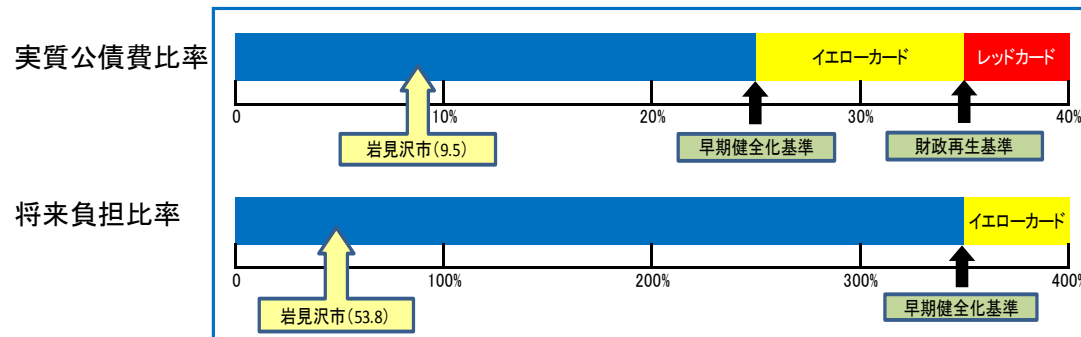 実質公債費比率
イエローカード
レッドカード
0 10% 20% 30% 40%
岩見沢市(9.5)
早期健全化基準
財政再生基準
将来負担比率
イエローカード
0 100% 200% 300% 400%
岩見沢市(53.8)
早期健全化基準